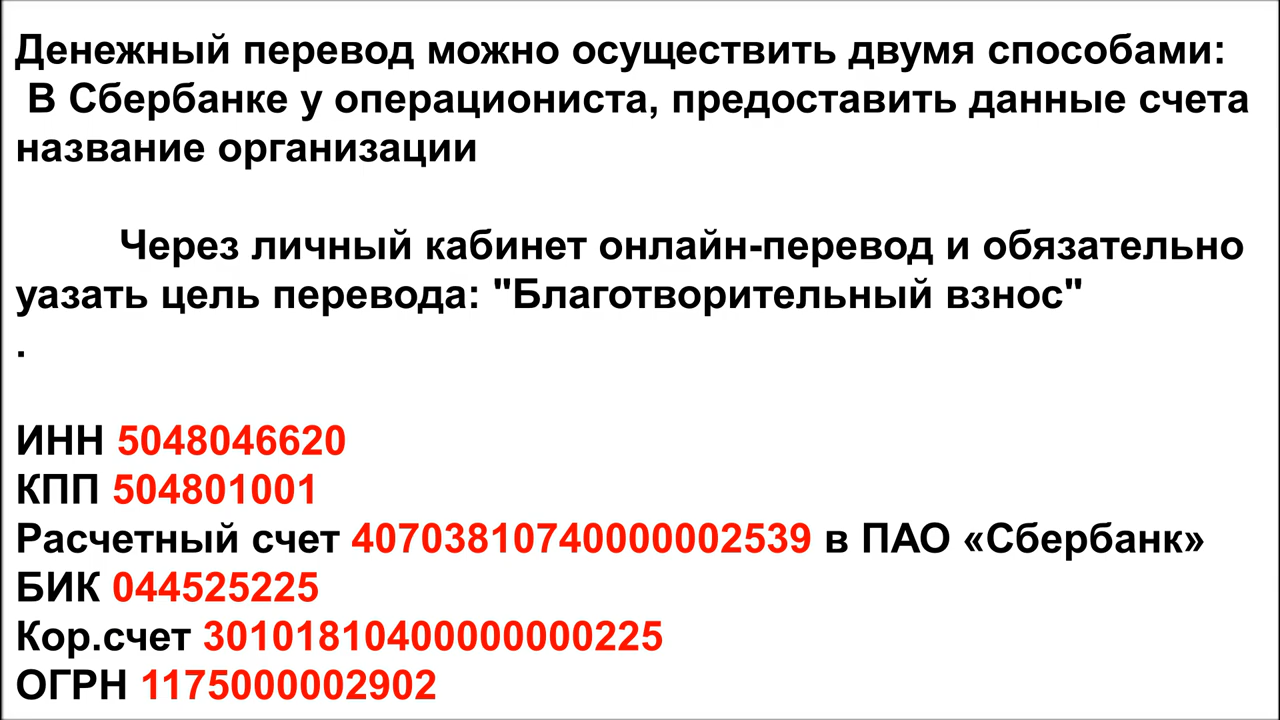 Денежный перевод можно осуществить двумя способами:
В Сбербанке у операциониста, предоставить данные счета
название организации
Через личный кабинет онлайн-перевод и обязательно
уазать цель перевода: "Благотворительный взнос"
.
ИНН 5048046620
КПП 504801001
Расчетный счет 40703810740000002539 в ПАО «Сбербанк»
БИК 044525225
Кор.счет 30101810400000000225
ОГРН 1175000002902